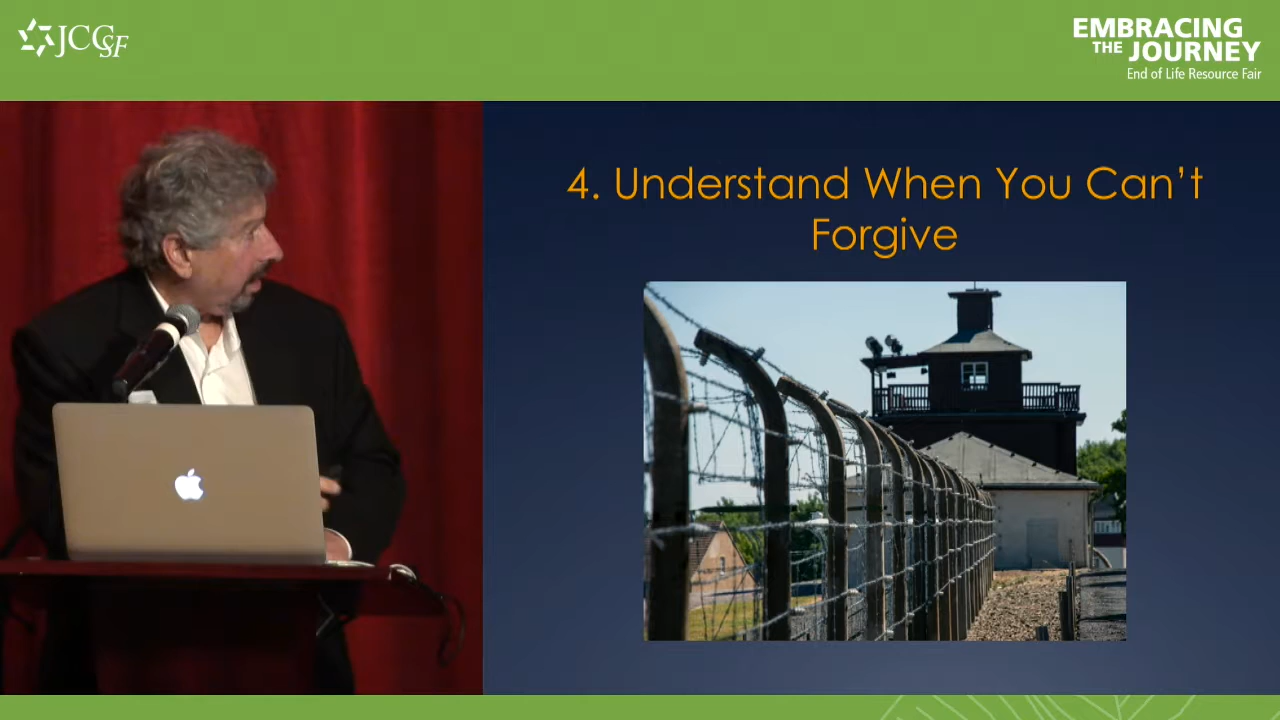 JCCSF
EMBRACING
THE JOURNEY
End of Life Resource Fair
4. Understand When You Can't
Forgive